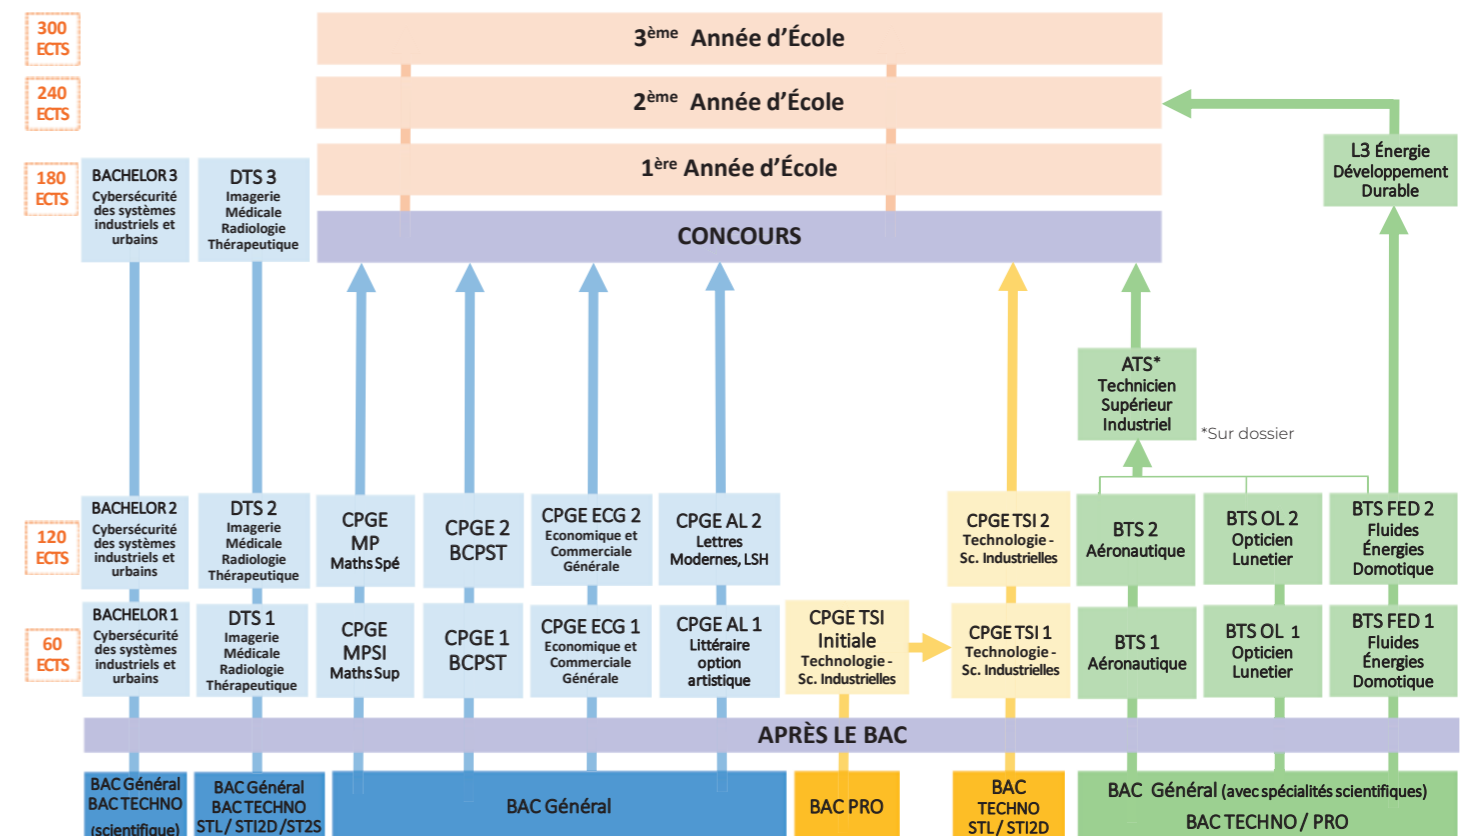 300
ECTS
3ème Année d’École
240
ECTS
2ème Année d’École
180
ECTS
BACHELOR 3
Cybersécurité
des systèmes
industriels et
urbains
DTS 3
Imagerie
Médicale
Radiologie
Thérapeutique
1ère Année d’École
L3 Énergie
Développement
Durable
CONCOURS
ATS*
Technicien
Supérieur
Industriel
*Sur dossier
120
ECTS
BACHELOR 2
Cybersécurité
des systèmes
industriels et
urbains
DTS 2
Imagerie
Médicale
Radiologie
Thérapeutique
CPGE
MP
Maths Spé
CPGE 2
BCPST
CPGE ECG 2
Economique et
Commerciale
Générale
CPGE AL 2
Lettres
Modernes, LSH
CPGE TSI 2
Technologie -
Sc. Industrielles
BTS 2
Aéronautique
BTS OL 2
Opticien
Lunetier
BTS FED 2
Fluides
Énergies
Domotique
60
ECTS
BACHELOR 1
Cybersécurité
des systèmes
industriels et
urbains
DTS 1
Imagerie
Médicale
Radiologie
Thérapeutique
CPGE
MPSI
Maths Sup
CPGE 1
BCPST
CPGE ECG 1
Economique et
Commerciale
Générale
CPGE AL 1
Littéraire
option
artistique
CPGE TSI
Initiale
Technologie -
Sc. Industrielles
CPGE TSI 1
Technologie -
Sc. Industrielles
BTS 1
Aéronautique
BTS OL 1
Opticien
Lunetier
BTS FED 1
Fluides
Énergies
Domotique
APRÈS LE BAC
BAC Général
BAC TECHNO
(scientifique)
BAC Général
BAC TECHNO
STL/ STI2D /ST2S
BAC Général
BAC PRO
BAC
TECHNO
STL/ STI2D
BAC Général (avec spécialités scientifiques)
BAC TECHNO / PRO